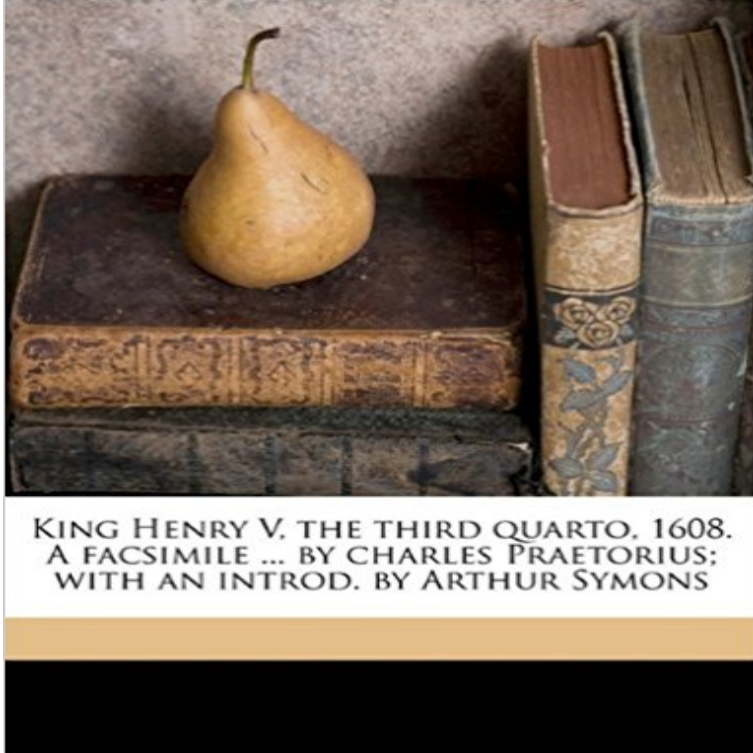 King Henry V, the third quarto, 1608.
A facsimile ... by charles Praetorius;
with an introd. by Arthur Symons